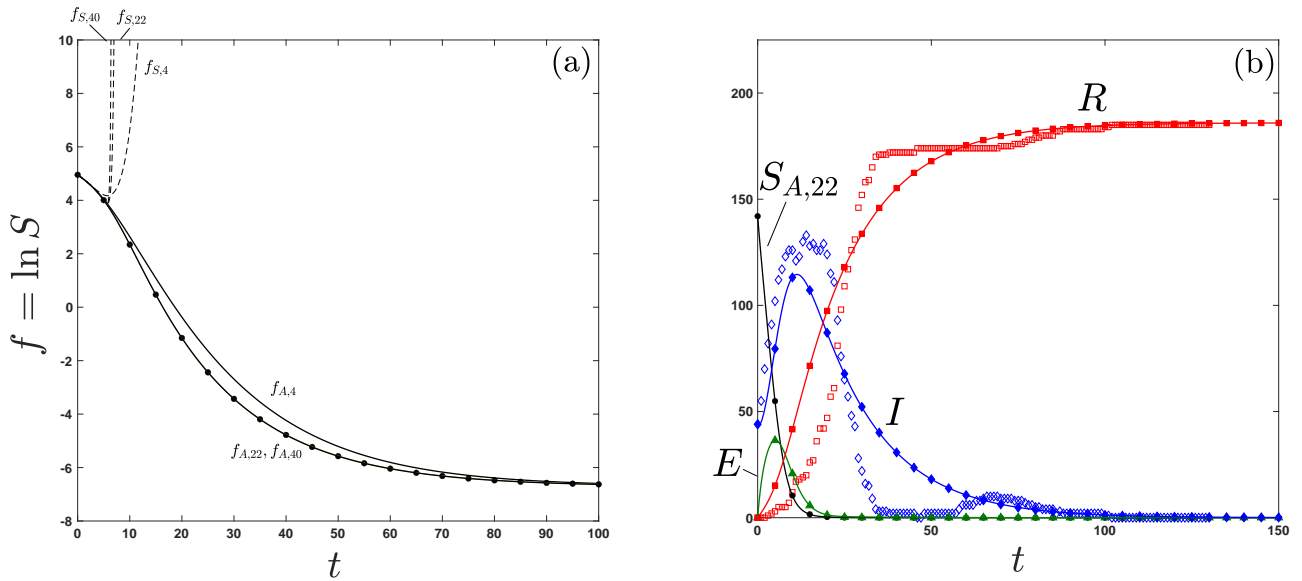 f_{S,40} f_{S,22}
(a)
f_{S,4}
10
8
6
4
2
0
-2
-4
-6
-8
f = ln S
f_{A,4}
f_{A,22}, f_{A,40}
0 10 20 30 40 50 60 70 80 90 100
t
(b)
200
150
100
50
0
R
S_{A,22}
I
E
0 50 100 150
t